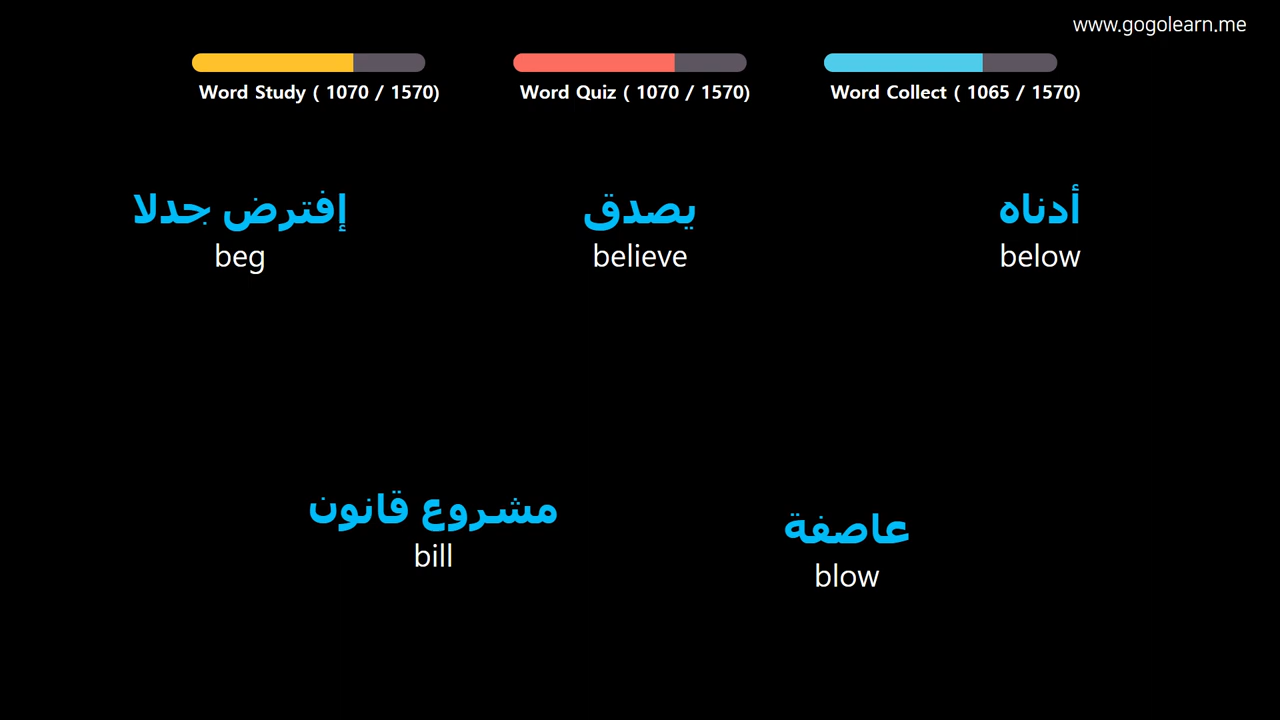 www.gogolearn.me
Word Study ( 1070 / 1570)
Word Quiz ( 1070 / 1570)
Word Collect ( 1065 / 1570)
إفترض جدلا
beg
يصدق
believe
أدناه
below
مشروع قانون
bill
عاصفة
blow